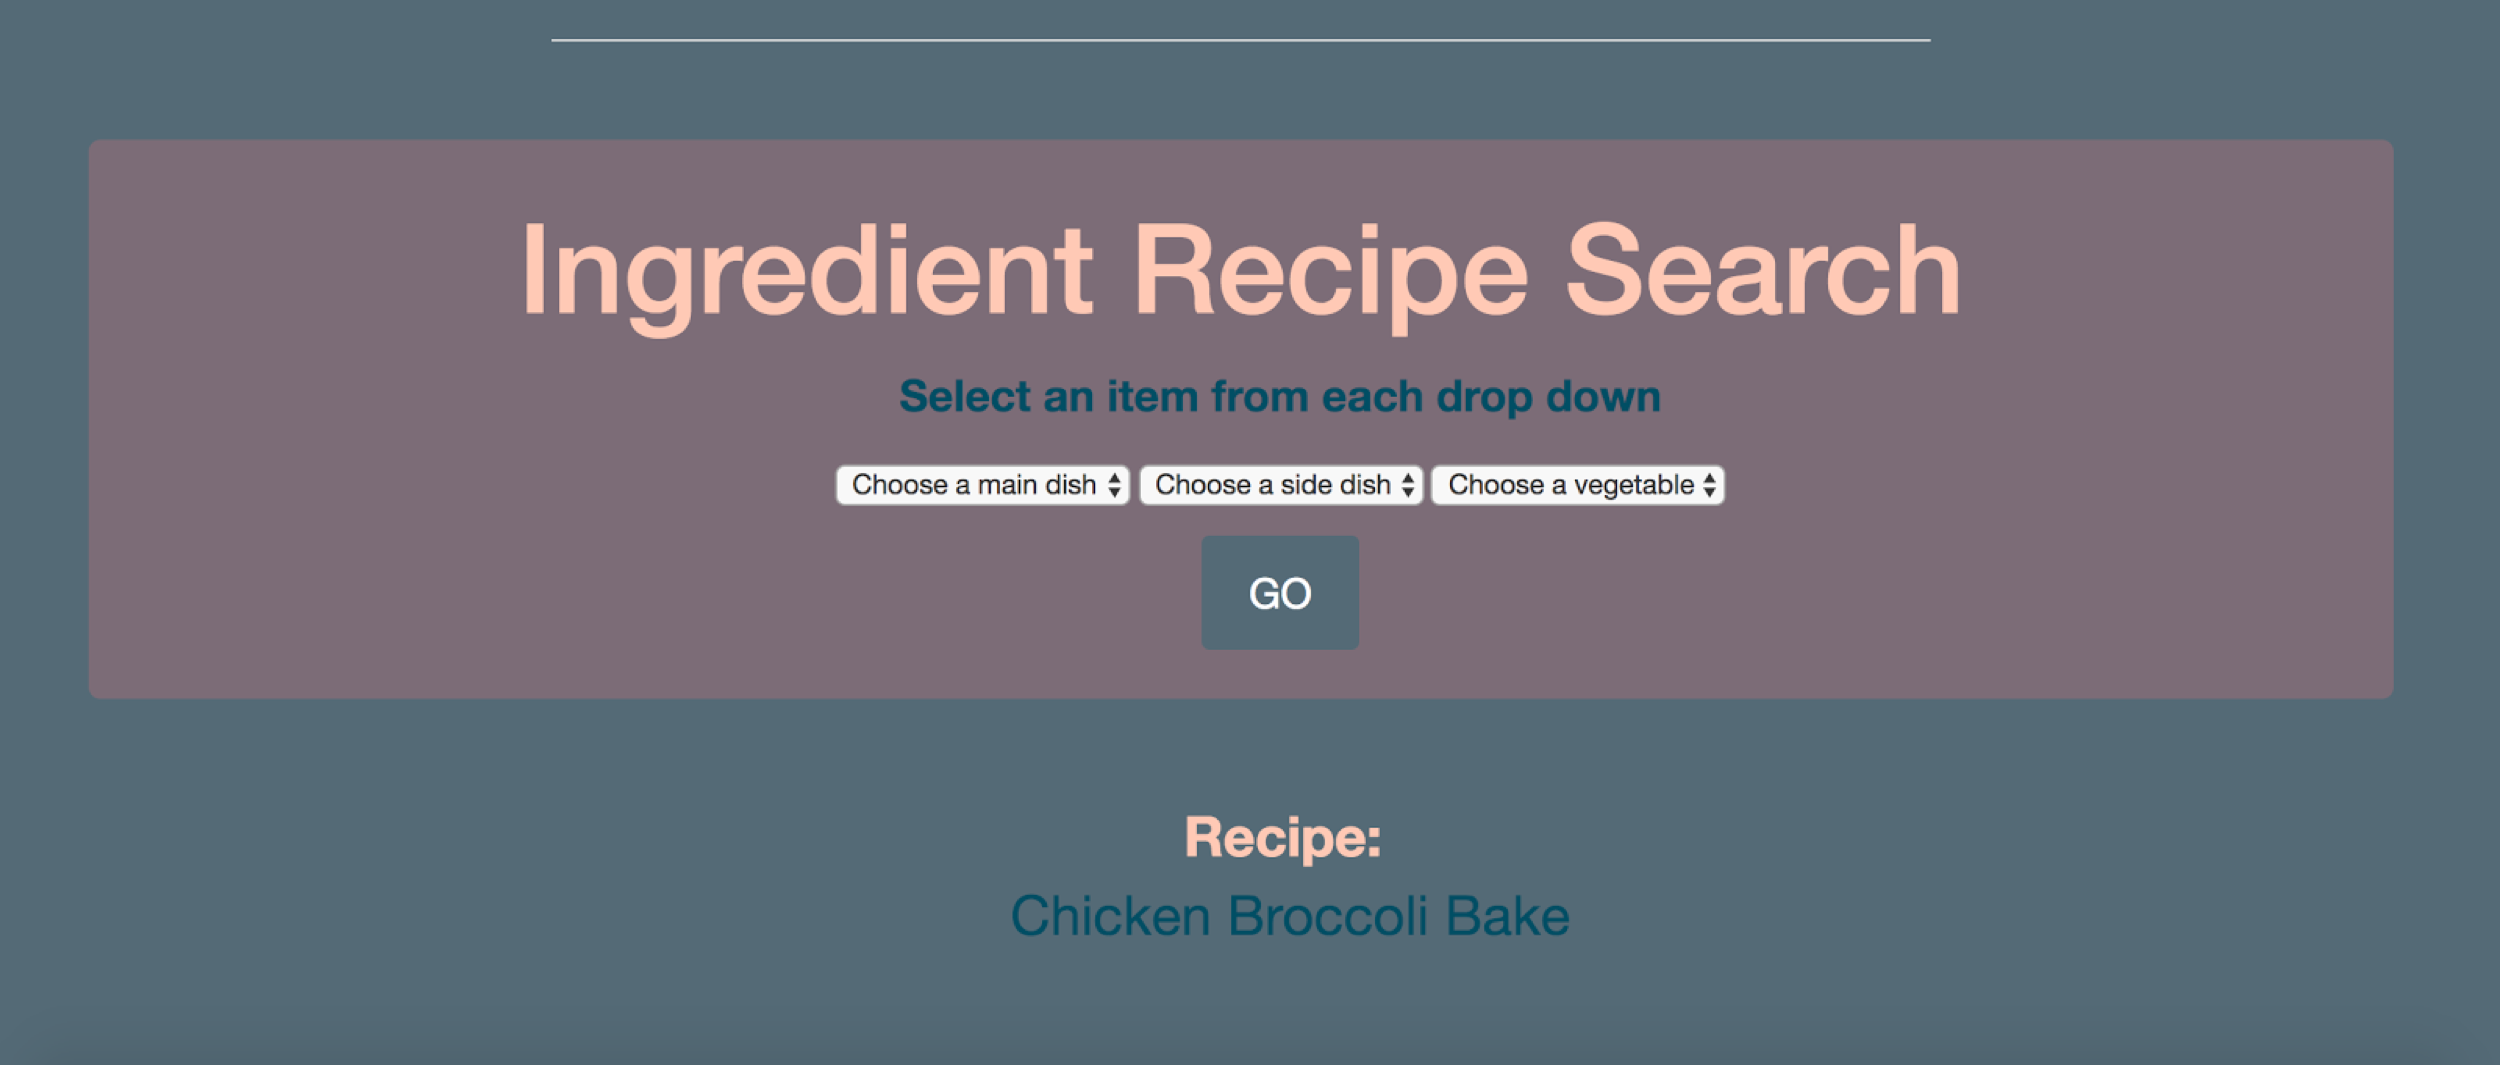 Ingredient Recipe Search
Select an item from each drop down
Choose a main dish Choose a side dish Choose a vegetable
GO
Recipe:
Chicken Broccoli Bake